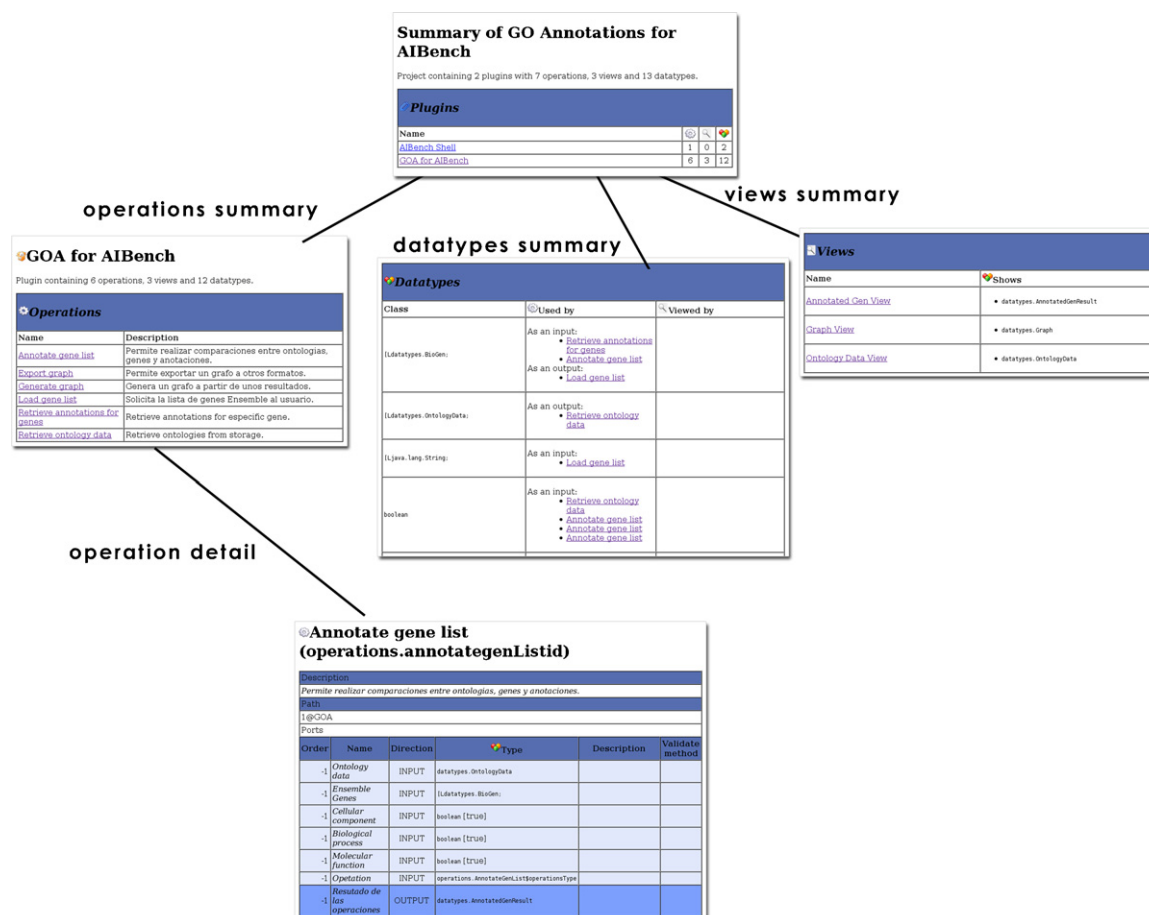 Summary of GO Annotations for
AIBench
Project containing 2 plugins with 7 operations, 3 views and 13 datatypes.
Plugins
Name
AIBench Shell 1 0 2
GOA for AIBench 6 3 12
operations summary
datatypes summary
views summary
GOA for AIBench
Plugin containing 6 operations, 3 views and 12 datatypes.
Operations
Name Description
Annotate gene list Permite realizar comparaciones entre ontologias,
genes y anotaciones.
Export graph Permite exportar un grafo a otros formatos.
Generate graph Genera un grafo a partir de unos resultados.
Load gene list Solicita la lista de genes Ensemble al usuario.
Retrieve annotations for
genes Retrieve annotations for especific gene.
Retrieve ontology data Retrieve ontologies from storage.
Datatypes
Class Used by Viewed by
[Ldatatypes.BioGen;
As an input:
• Retrieve annotations
for genes
• Annotate gene list
As an output:
• Load gene list
[Ldatatypes.OntologyData;
As an output:
• Retrieve ontology
data
[Ljava.lang.String;
As an input:
• Load gene list
boolean
As an input:
• Retrieve ontology
data
• Annotate gene list
• Annotate gene list
• Annotate gene list
Views
Name Shows
Annotated Gen View • datatypes.AnnotatedGenResult
Graph View • datatypes.Graph
Ontology Data View • datatypes.OntologyData
operation detail
Annotate gene list
(operations.annotategenListid)
Description
Permite realizar comparaciones entre ontologias, genes y anotaciones.
Path
1@GOA
Ports
Order Name Direction Type Description Validate
method
-1 Ontology
data INPUT datatypes.OntologyData
-1 Ensemble
Genes INPUT [Ldatatypes.BioGen;
-1 Cellular
component INPUT boolean [true]
-1 Biological
process INPUT boolean [true]
-1 Molecular
function INPUT boolean [true]
-1 Opetation INPUT operations.AnnotateGenList$operationsType
-1 Resutado de
las
operaciones OUTPUT datatypes.AnnotatedGenResult